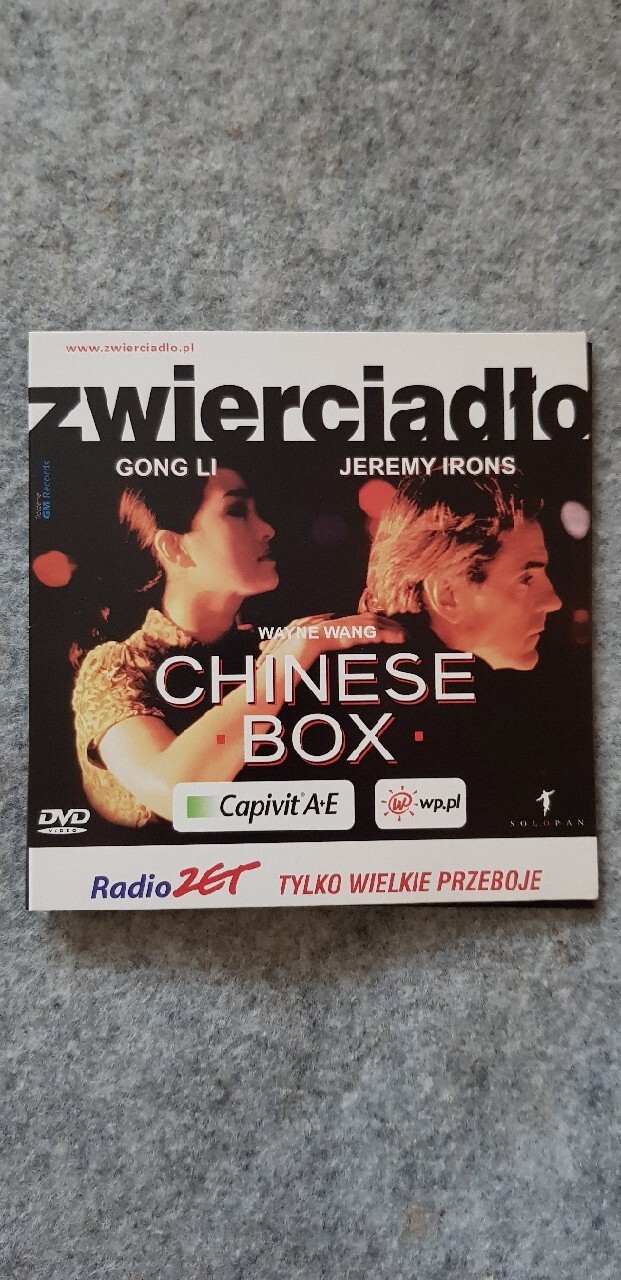 www.zwierciadlo.pl
zwierciadło
GONG LI JEREMY IRONS
GM Records
WAYNE WANG
CHINESE
BOX
DVD
VIDEO
Capivit® A+E
w wp.pl
SOLOPAN
Radio ZET TYLKO WIELKIE PRZEBOJE